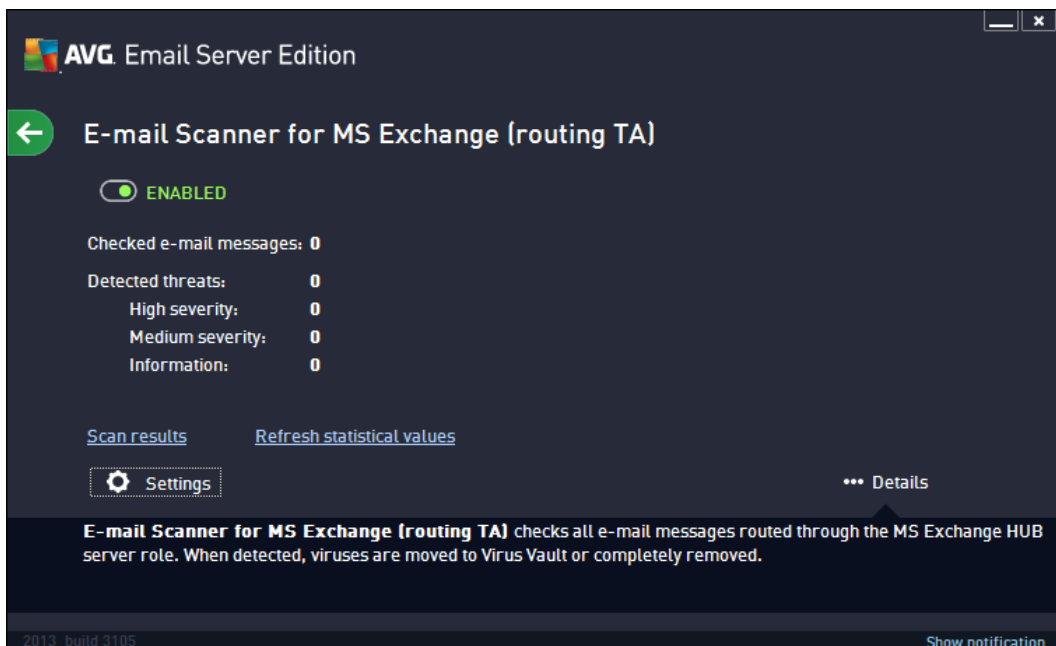 AVG. Email Server Edition
E-mail Scanner for MS Exchange (routing TA)
ENABLED
Checked e-mail messages: 0
Detected threats: 0
High severity: 0
Medium severity: 0
Information: 0
Scan results Refresh statistical values
Settings ••• Details
E-mail Scanner for MS Exchange (routing TA) checks all e-mail messages routed through the MS Exchange HUB
server role. When detected, viruses are moved to Virus Vault or completely removed.
2013 build 3105 Show notification